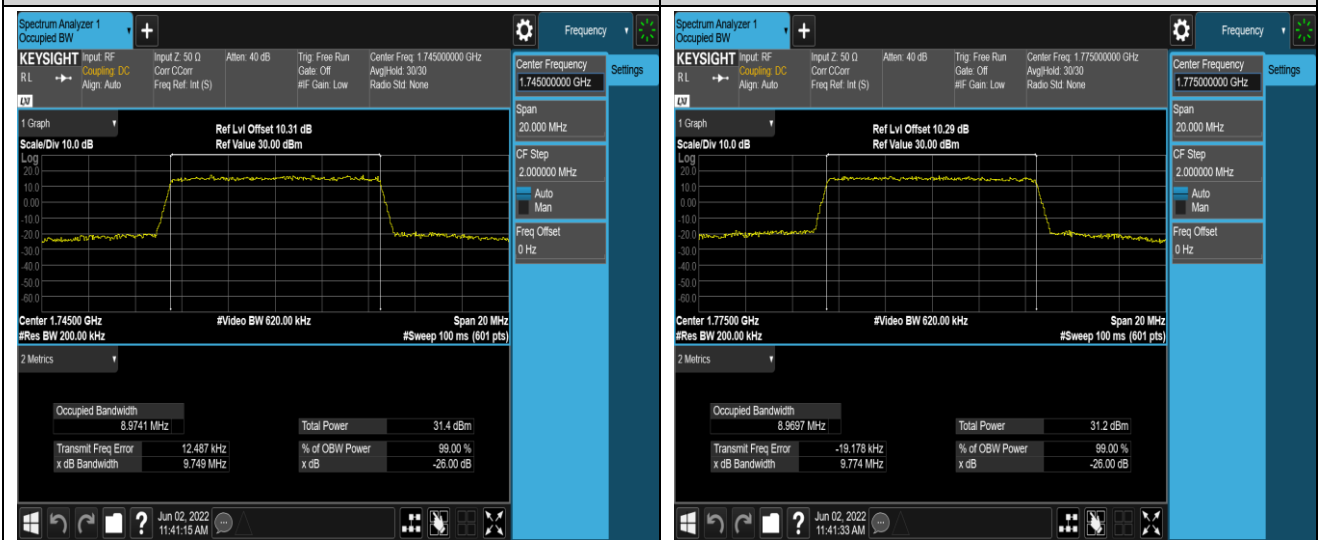 Spectrum Analyzer 1
Occupied BW
+
Frequency
KEYSIGHT
RL
LXI
Input: RF
Coupling: DC
Align: Auto
Input Z: 50 Ω
Corr CCorr
Freq Ref: Int (S)
Atten: 40 dB
Trig: Free Run
Gate: Off
#IF Gain: Low
Center Freq: 1.745000000 GHz
Avg|Hold: 30/30
Radio Std: None
Center Frequency
1.745000000 GHz
Settings
Span
20.000 MHz
CF Step
2.000000 MHz
Auto
Man
Freq Offset
0 Hz
1 Graph
Ref Lvl Offset 10.31 dB
Scale/Div 10.0 dB
Ref Value 30.00 dBm
Log
20.0
10.0
0.00
-10.0
-20.0
-30.0
-40.0
-50.0
-60.0
Center 1.74500 GHz
#Video BW 620.00 kHz
Span 20 MHz
#Res BW 200.00 kHz
#Sweep 100 ms (601 pts)
2 Metrics
Occupied Bandwidth
8.9741 MHz
Total Power 31.4 dBm
Transmit Freq Error 12.487 kHz
% of OBW Power 99.00 %
x dB Bandwidth 9.749 MHz
x dB -26.00 dB
?
Jun 02, 2022
11:41:15 AM
Spectrum Analyzer 1
Occupied BW
+
Frequency
KEYSIGHT
RL
LXI
Input: RF
Coupling: DC
Align: Auto
Input Z: 50 Ω
Corr CCorr
Freq Ref: Int (S)
Atten: 40 dB
Trig: Free Run
Gate: Off
#IF Gain: Low
Center Freq: 1.775000000 GHz
Avg|Hold: 30/30
Radio Std: None
Center Frequency
1.775000000 GHz
Settings
Span
20.000 MHz
CF Step
2.000000 MHz
Auto
Man
Freq Offset
0 Hz
1 Graph
Ref Lvl Offset 10.29 dB
Scale/Div 10.0 dB
Ref Value 30.00 dBm
Log
20.0
10.0
0.00
-10.0
-20.0
-30.0
-40.0
-50.0
-60.0
Center 1.77500 GHz
#Video BW 620.00 kHz
Span 20 MHz
#Res BW 200.00 kHz
#Sweep 100 ms (601 pts)
2 Metrics
Occupied Bandwidth
8.9697 MHz
Total Power 31.2 dBm
Transmit Freq Error -19.178 kHz
% of OBW Power 99.00 %
x dB Bandwidth 9.774 MHz
x dB -26.00 dB
?
Jun 02, 2022
11:41:33 AM